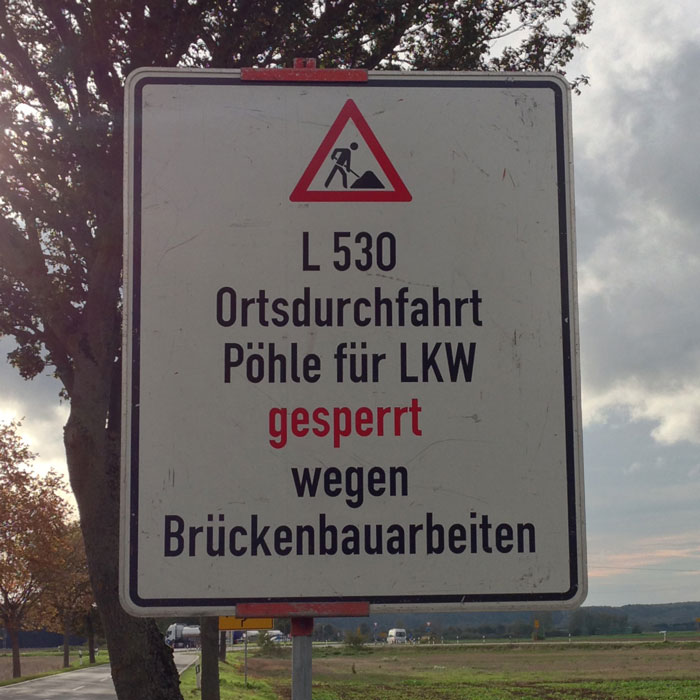 L 530
Ortsdurchfahrt
Pöhle für LKW
gesperrt
wegen
Brückenbauarbeiten